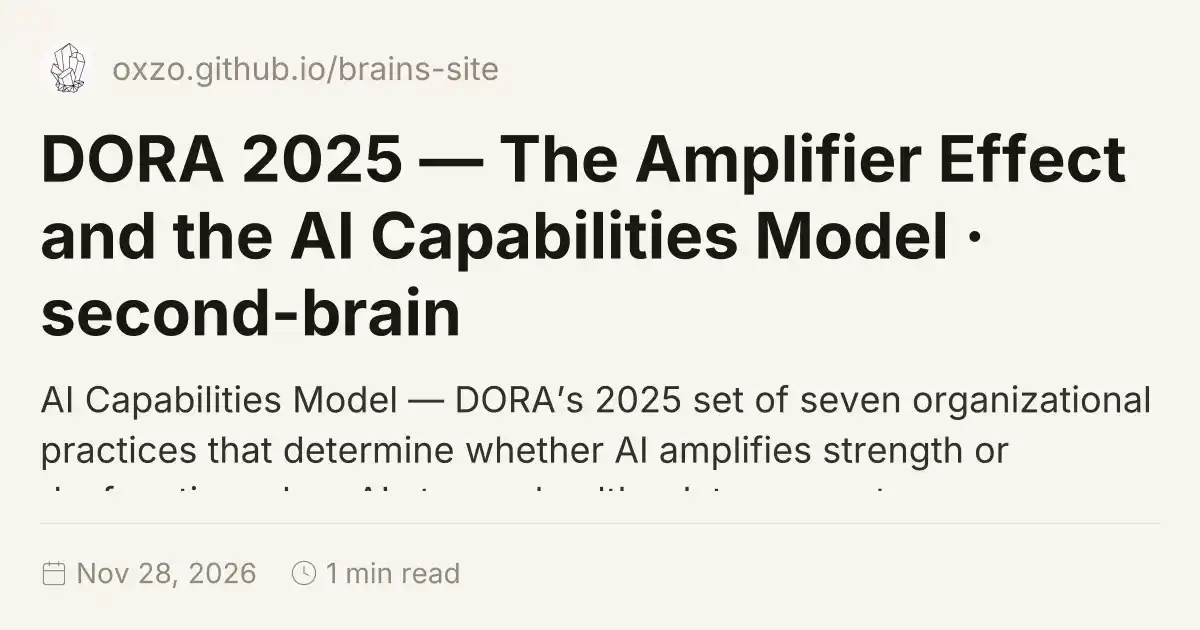 oxzo.github.io/brains-site
DORA 2025 — The Amplifier Effect
and the AI Capabilities Model ·
second-brain
AI Capabilities Model — DORA’s 2025 set of seven organizational
practices that determine whether AI amplifies strength or
Nov 28, 2026
1 min read